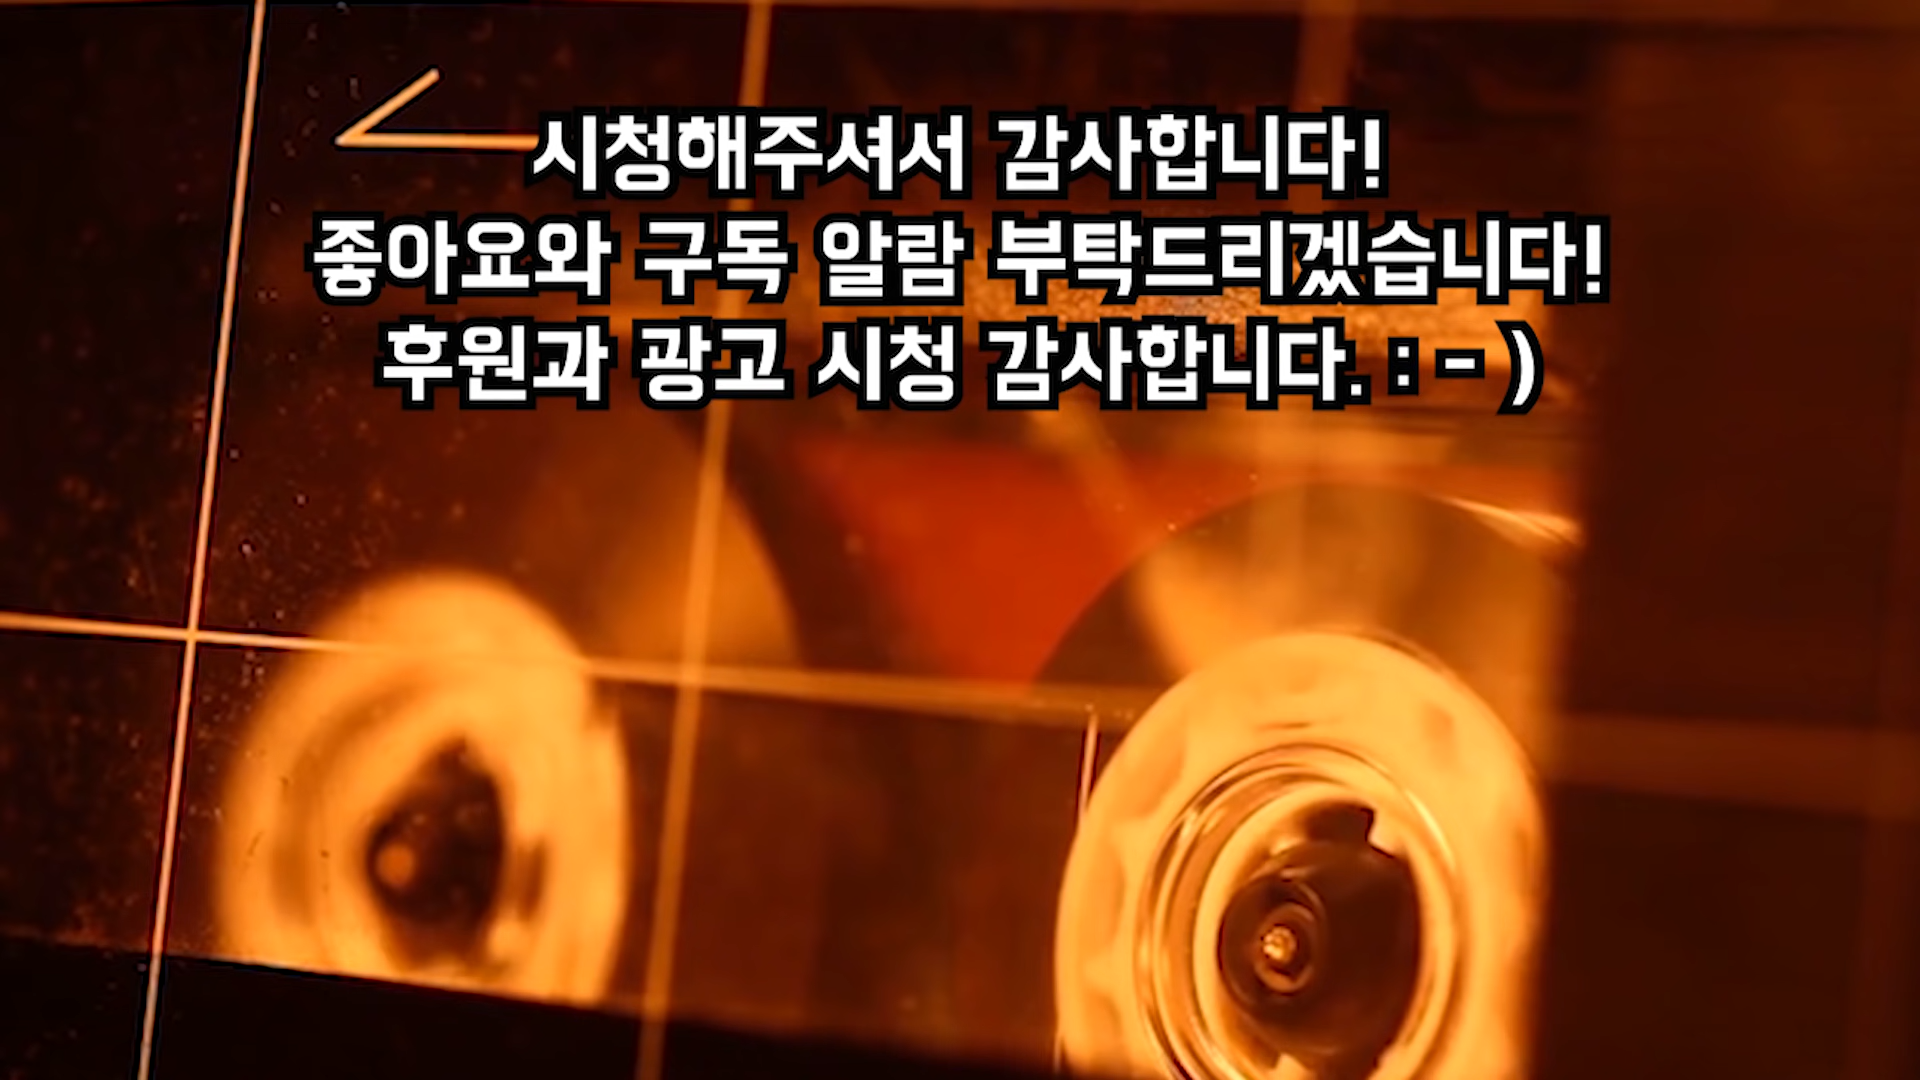 시청해주셔서 감사합니다!
좋아요와 구독 알람 부탁드리겠습니다!
후원과 광고 시청 감사합니다. : - )